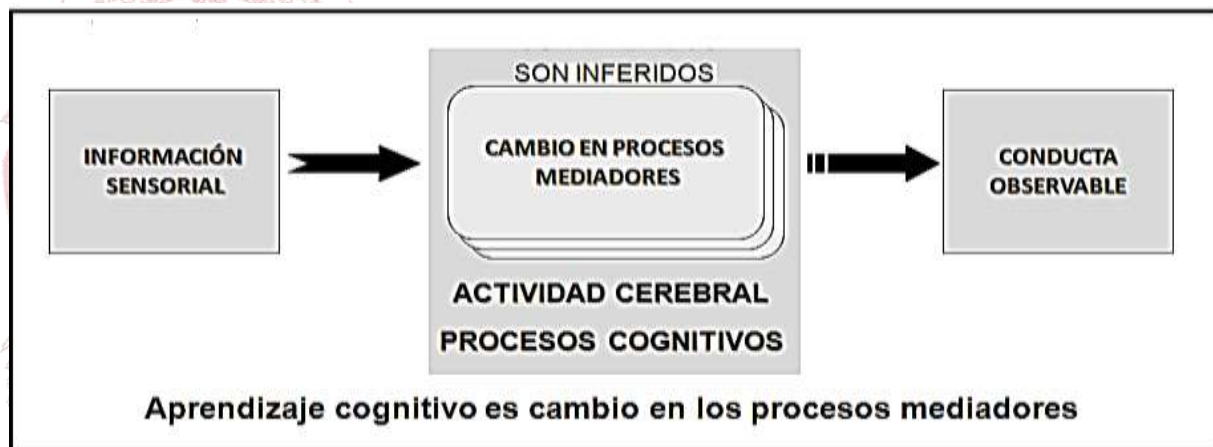 SON INFERIDOS
INFORMACIÓN
SENSORIAL
CAMBIO EN PROCESOS
MEDIADORES
CONDUCTA
OBSERVABLE
ACTIVIDAD CEREBRAL
PROCESOS COGNITIVOS
Aprendizaje cognitivo es cambio en los procesos mediadores